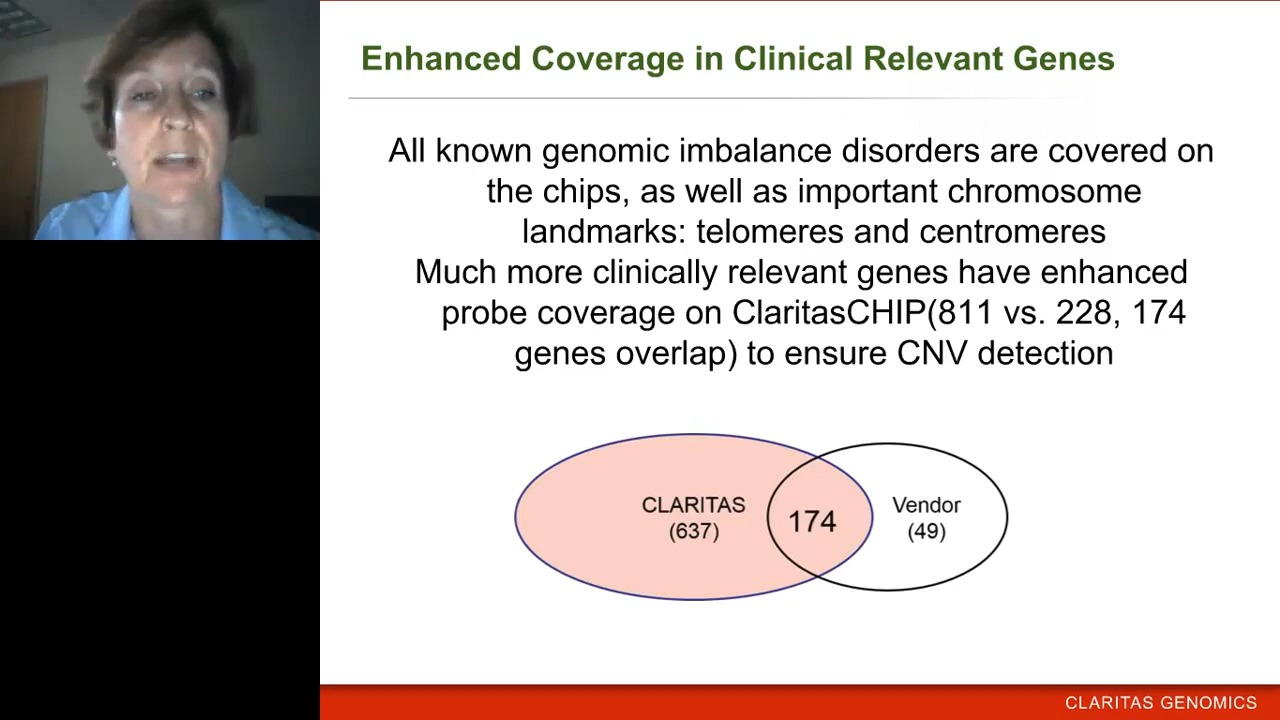 Enhanced Coverage in Clinical Relevant Genes
All known genomic imbalance disorders are covered on
the chips, as well as important chromosome
landmarks: telomeres and centromeres
Much more clinically relevant genes have enhanced
probe coverage on ClaritasCHIP(811 vs. 228, 174
genes overlap) to ensure CNV detection
CLARITAS
(637)
174
Vendor
(49)
CLARITAS GENOMICS